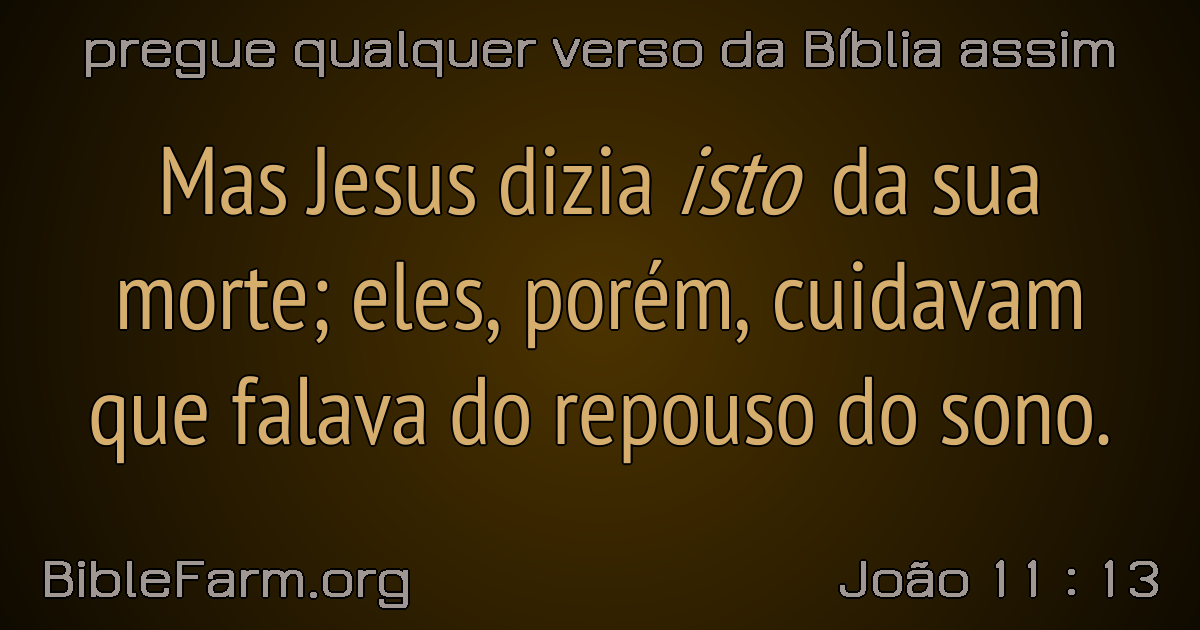 pregue qualquer verso da Bíblia assim
Mas Jesus dizia isto da sua
morte; eles, porém, cuidavam
que falava do repouso do sono.
BibleFarm.org
João 11 : 13